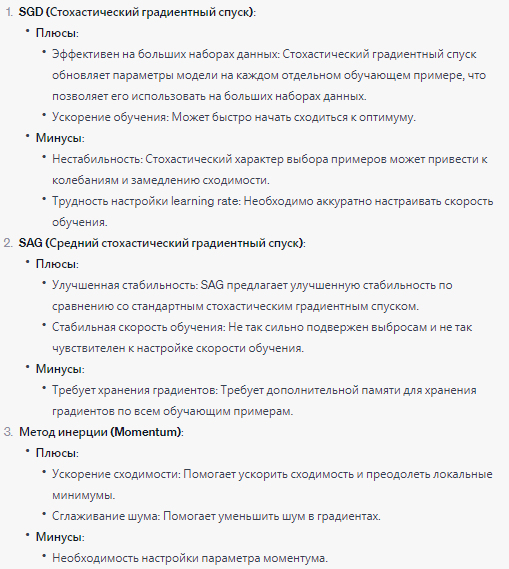 1. SGD (Стохастический градиентный спуск):
• Плюсы:
• Эффективен на больших наборах данных: Стохастический градиентный спуск
обновляет параметры модели на каждом отдельном обучающем примере, что
позволяет его использовать на больших наборах данных.
• Ускорение обучения: Может быстро начать сходиться к оптимуму.
• Минусы:
• Нестабильность: Стохастический характер выбора примеров может привести к
колебаниям и замедлению сходимости.
• Трудность настройки learning rate: Необходимо аккуратно настраивать скорость
обучения.
2. SAG (Средний стохастический градиентный спуск):
• Плюсы:
• Улучшенная стабильность: SAG предлагает улучшенную стабильность по
сравнению со стандартным стохастическим градиентным спуском.
• Стабильная скорость обучения: Не так сильно подвержен выбросам и не так
чувствителен к настройке скорости обучения.
• Минусы:
• Требует хранения градиентов: Требует дополнительной памяти для хранения
градиентов по всем обучающим примерам.
3. Метод инерции (Momentum):
• Плюсы:
• Ускорение сходимости: Помогает ускорить сходимость и преодолеть локальные
минимумы.
• Сглаживание шума: Помогает уменьшить шум в градиентах.
• Минусы:
• Необходимость настройки параметра моментума.